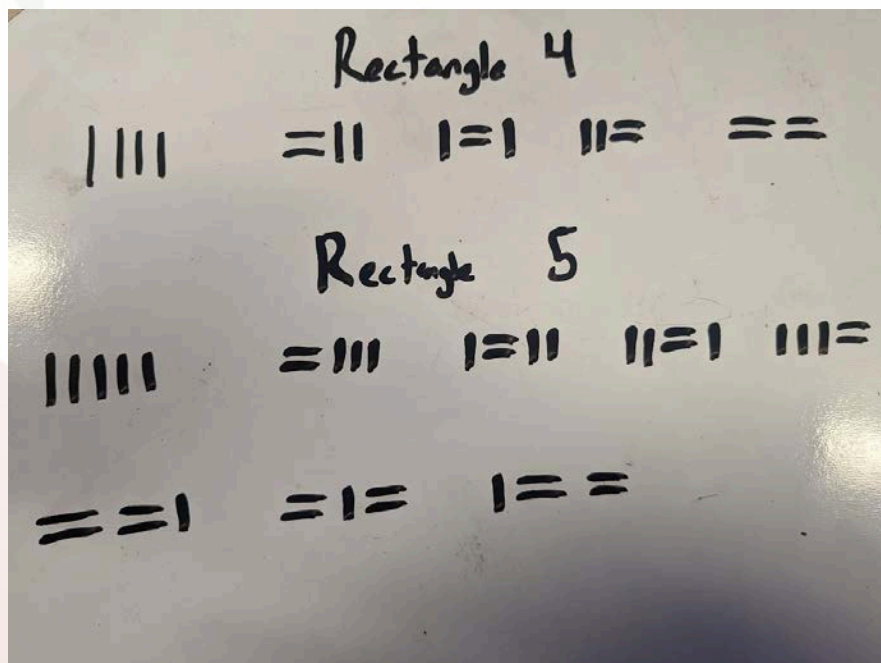 Rectangle 4
|||| =|| |=| ||= ==
Rectangle 5
||||| =||| |=|| ||=| |||=
==| =|= |==